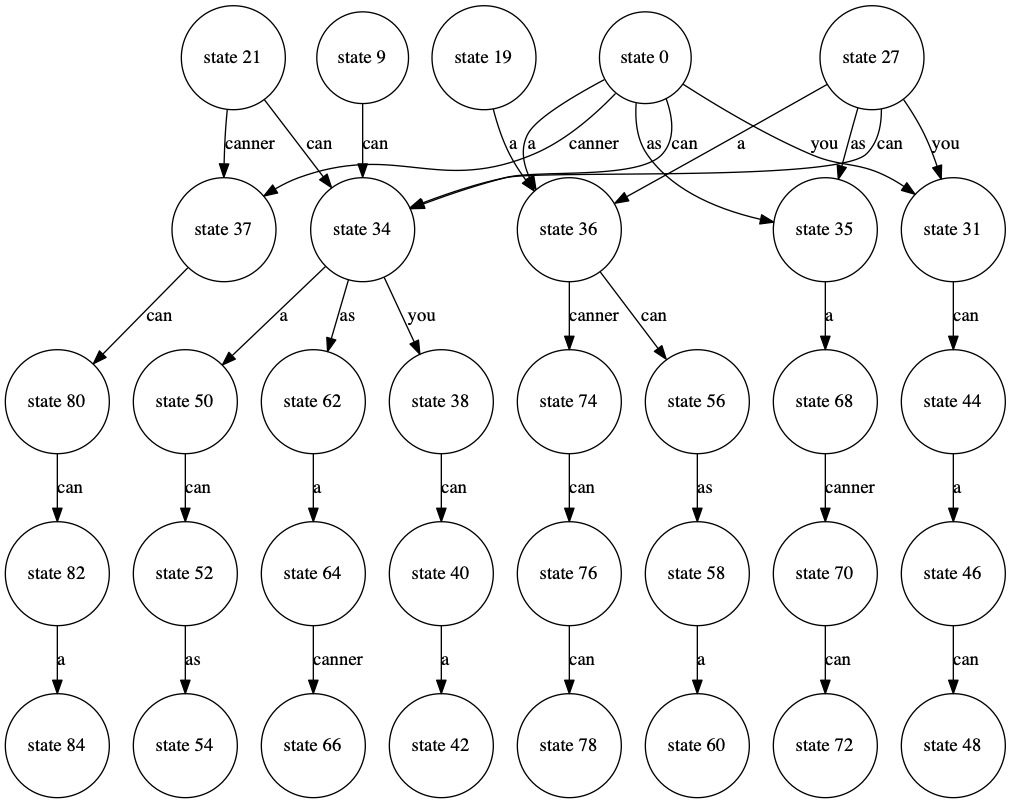 state 21 state 9 state 19 state 0 state 27
canner can can a a canner as can a you as can you
state 37 state 34 state 36 state 35 state 31
can a as you canner can a can
state 80 state 50 state 62 state 38 state 74 state 56 state 68 state 44
can can a can can as canner a
state 82 state 52 state 64 state 40 state 76 state 58 state 70 state 46
a as canner a can a can can
state 84 state 54 state 66 state 42 state 78 state 60 state 72 state 48